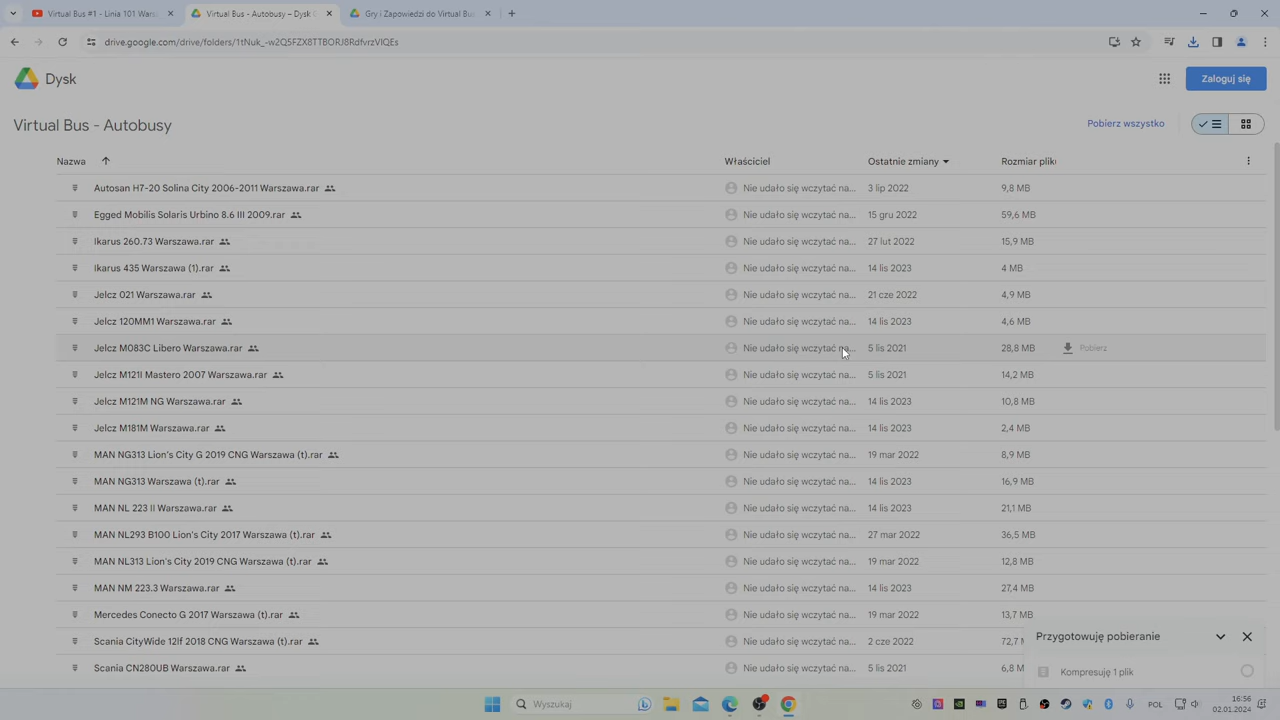 Virtual Bus #1 - Linia 101 Wars
Virtual Bus - Autobusy – Dysk G
Gry i Zapowiedzi do Virtual Bus
drive.google.com/drive/folders/1tNuk_-w2Q5FZX8TTBORJ8RdfvrzVIQEs
Dysk
Zaloguj się
Virtual Bus - Autobusy
Pobierz wszystko
Nazwa Właściciel Ostatnie zmiany Rozmiar pliku
Autosan H7-20 Solina City 2006-2011 Warszawa.rar Nie udało się wczytać na... 3 lip 2022 9,8 MB
Egged Mobilis Solaris Urbino 8.6 III 2009.rar Nie udało się wczytać na... 15 gru 2022 59,6 MB
Ikarus 260.73 Warszawa.rar Nie udało się wczytać na... 27 lut 2022 15,9 MB
Ikarus 435 Warszawa (1).rar Nie udało się wczytać na... 14 lis 2023 4 MB
Jelcz 021 Warszawa.rar Nie udało się wczytać na... 21 cze 2022 4,9 MB
Jelcz 120MM1 Warszawa.rar Nie udało się wczytać na... 14 lis 2023 4,6 MB
Jelcz M083C Libero Warszawa.rar Nie udało się wczytać na... 5 lis 2021 28,8 MB Pobierz
Jelcz M121I Mastero 2007 Warszawa.rar Nie udało się wczytać na... 5 lis 2021 14,2 MB
Jelcz M121M NG Warszawa.rar Nie udało się wczytać na... 14 lis 2023 10,8 MB
Jelcz M181M Warszawa.rar Nie udało się wczytać na... 14 lis 2023 2,4 MB
MAN NG313 Lion's City G 2019 CNG Warszawa (t).rar Nie udało się wczytać na... 19 mar 2022 8,9 MB
MAN NG313 Warszawa (t).rar Nie udało się wczytać na... 14 lis 2023 16,9 MB
MAN NL 223 II Warszawa.rar Nie udało się wczytać na... 14 lis 2023 21,1 MB
MAN NL293 B100 Lion's City 2017 Warszawa (t).rar Nie udało się wczytać na... 27 mar 2022 36,5 MB
MAN NL313 Lion's City 2019 CNG Warszawa (t).rar Nie udało się wczytać na... 19 mar 2022 12,8 MB
MAN NM 223.3 Warszawa.rar Nie udało się wczytać na... 14 lis 2023 27,4 MB
Mercedes Conecto G 2017 Warszawa (t).rar Nie udało się wczytać na... 19 mar 2022 13,7 MB
Scania CityWide 12lf 2018 CNG Warszawa (t).rar Nie udało się wczytać na... 2 cze 2022 72,7
Scania CN280UB Warszawa.rar Nie udało się wczytać na... 5 lis 2021 6,8
Przygotowuję pobieranie
Kompresuję 1 plik
Wyszukaj
POL
16:56
02.01.2024